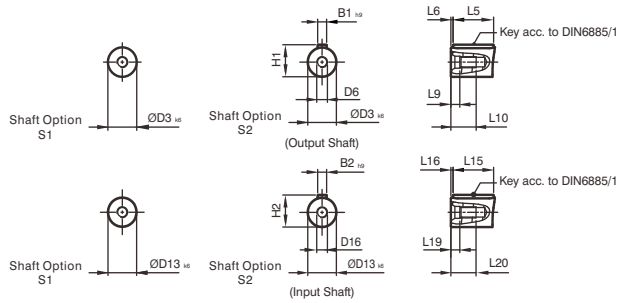 B1 h9
L6 L5
Key acc. to DIN6885/1
H1
D6
L9
Shaft Option
S1
ØD3 k6
Shaft Option
S2
ØD3 k6
L10
(Output Shaft)
B2 h9
L16 L15
Key acc. to DIN6885/1
H2
D16
L19
Shaft Option
S1
ØD13 k6
Shaft Option
S2
ØD13 k6
L20
(Input Shaft)